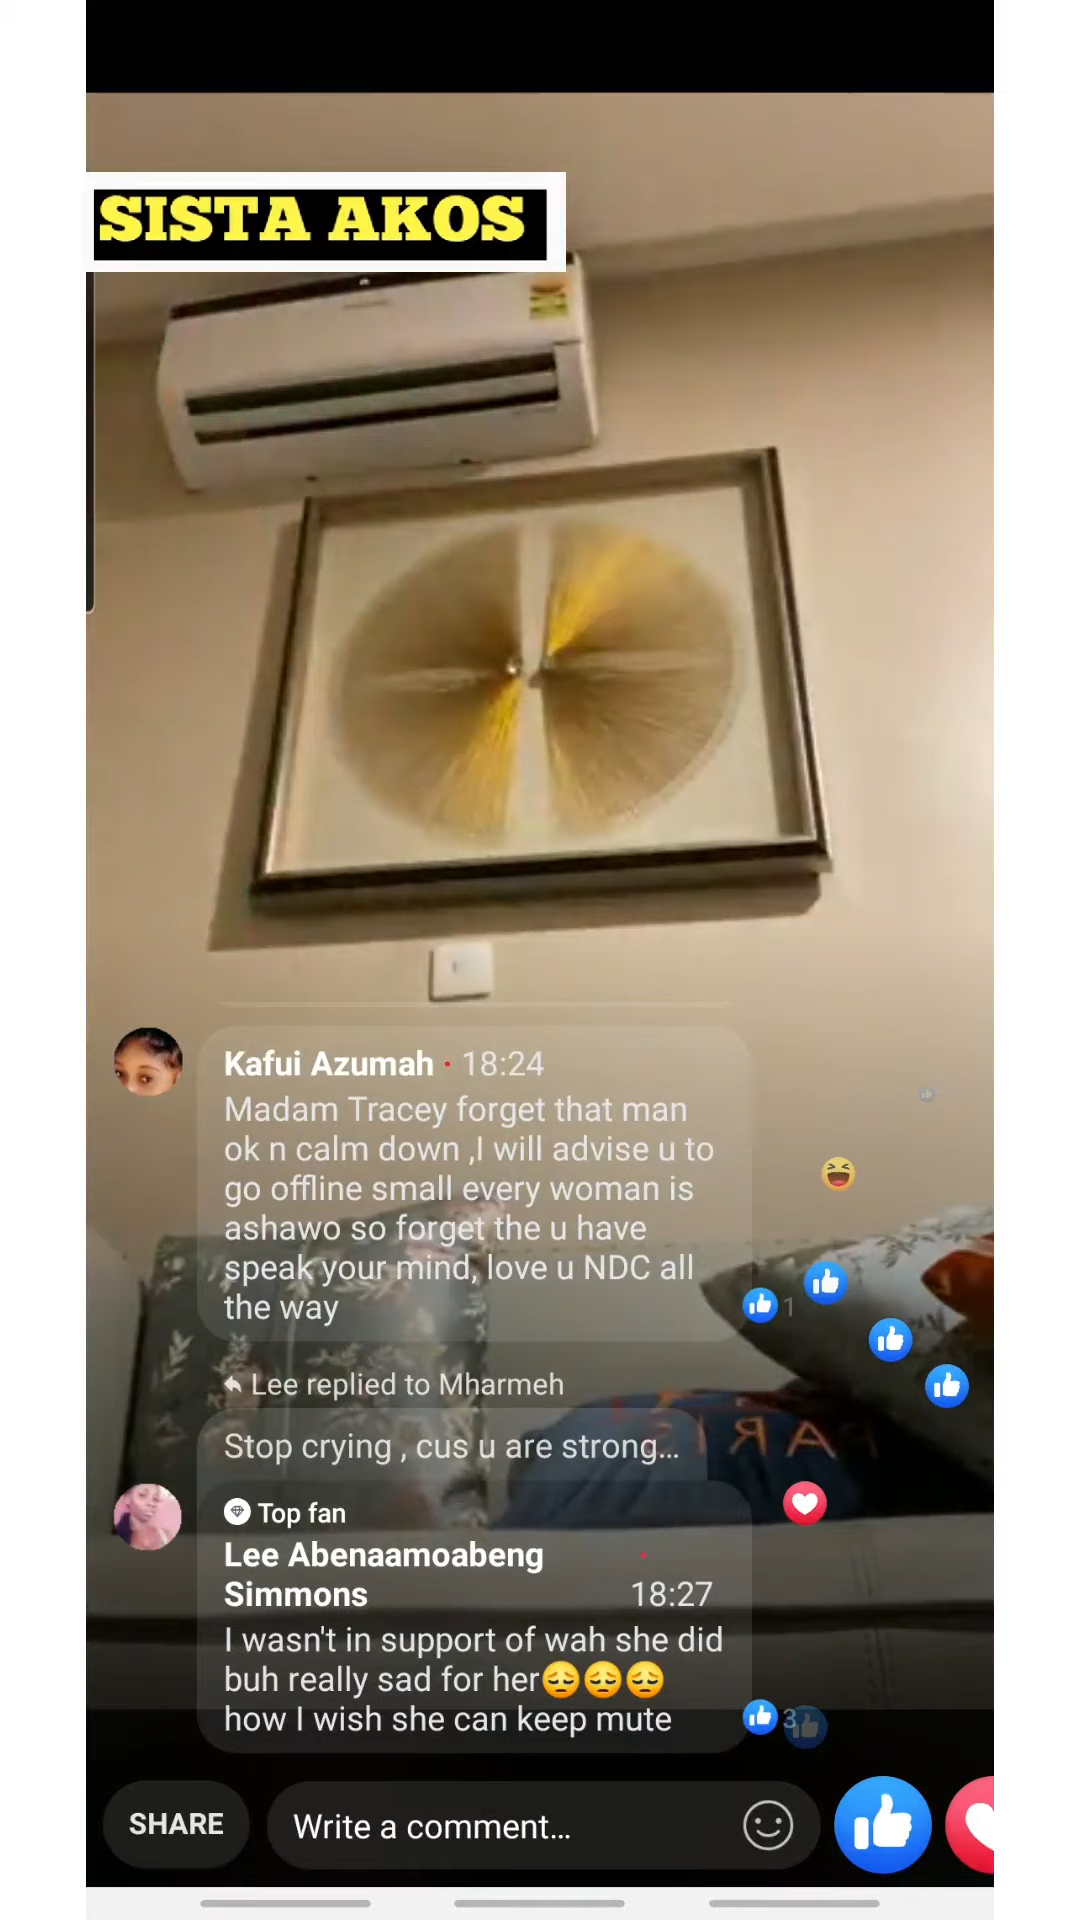 SISTA AKOS
Kafui Azumah · 18:24
Madam Tracey forget that man
ok n calm down ,I will advise u to
go offline small every woman is
ashawo so forget the u have
speak your mind, love u NDC all
the way
1
Lee replied to Mharmeh
Stop crying , cus u are strong...
Top fan
Lee Abenaamoabeng
Simmons · 18:27
I wasn't in support of wah she did
buh really sad for her😔😔😔
how I wish she can keep mute
3
SHARE
Write a comment...